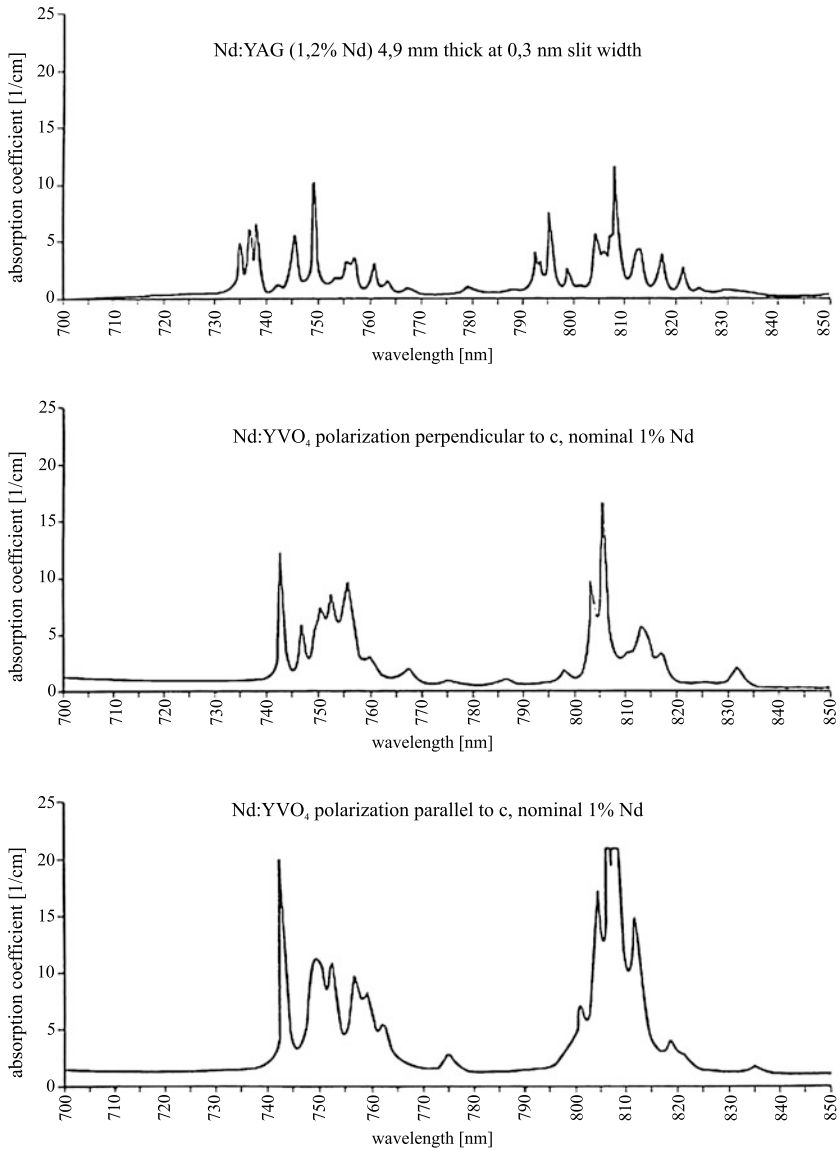 Nd:YAG (1,2% Nd) 4,9 mm thick at 0,3 nm slit width
absorption coefficient [1/cm]
25
20
15
10
5
0
700 710 720 730 740 750 760 770 780 790 800 810 820 830 840 850
wavelength [nm]
Nd:YVO₄ polarization perpendicular to c, nominal 1% Nd
absorption coefficient [1/cm]
25
20
15
10
5
0
700 710 720 730 740 750 760 770 780 790 800 810 820 830 840 850
wavelength [nm]
Nd:YVO₄ polarization parallel to c, nominal 1% Nd
absorption coefficient [1/cm]
25
20
15
10
5
0
700 710 720 730 740 750 760 770 780 790 800 810 820 830 840 850
wavelength [nm]